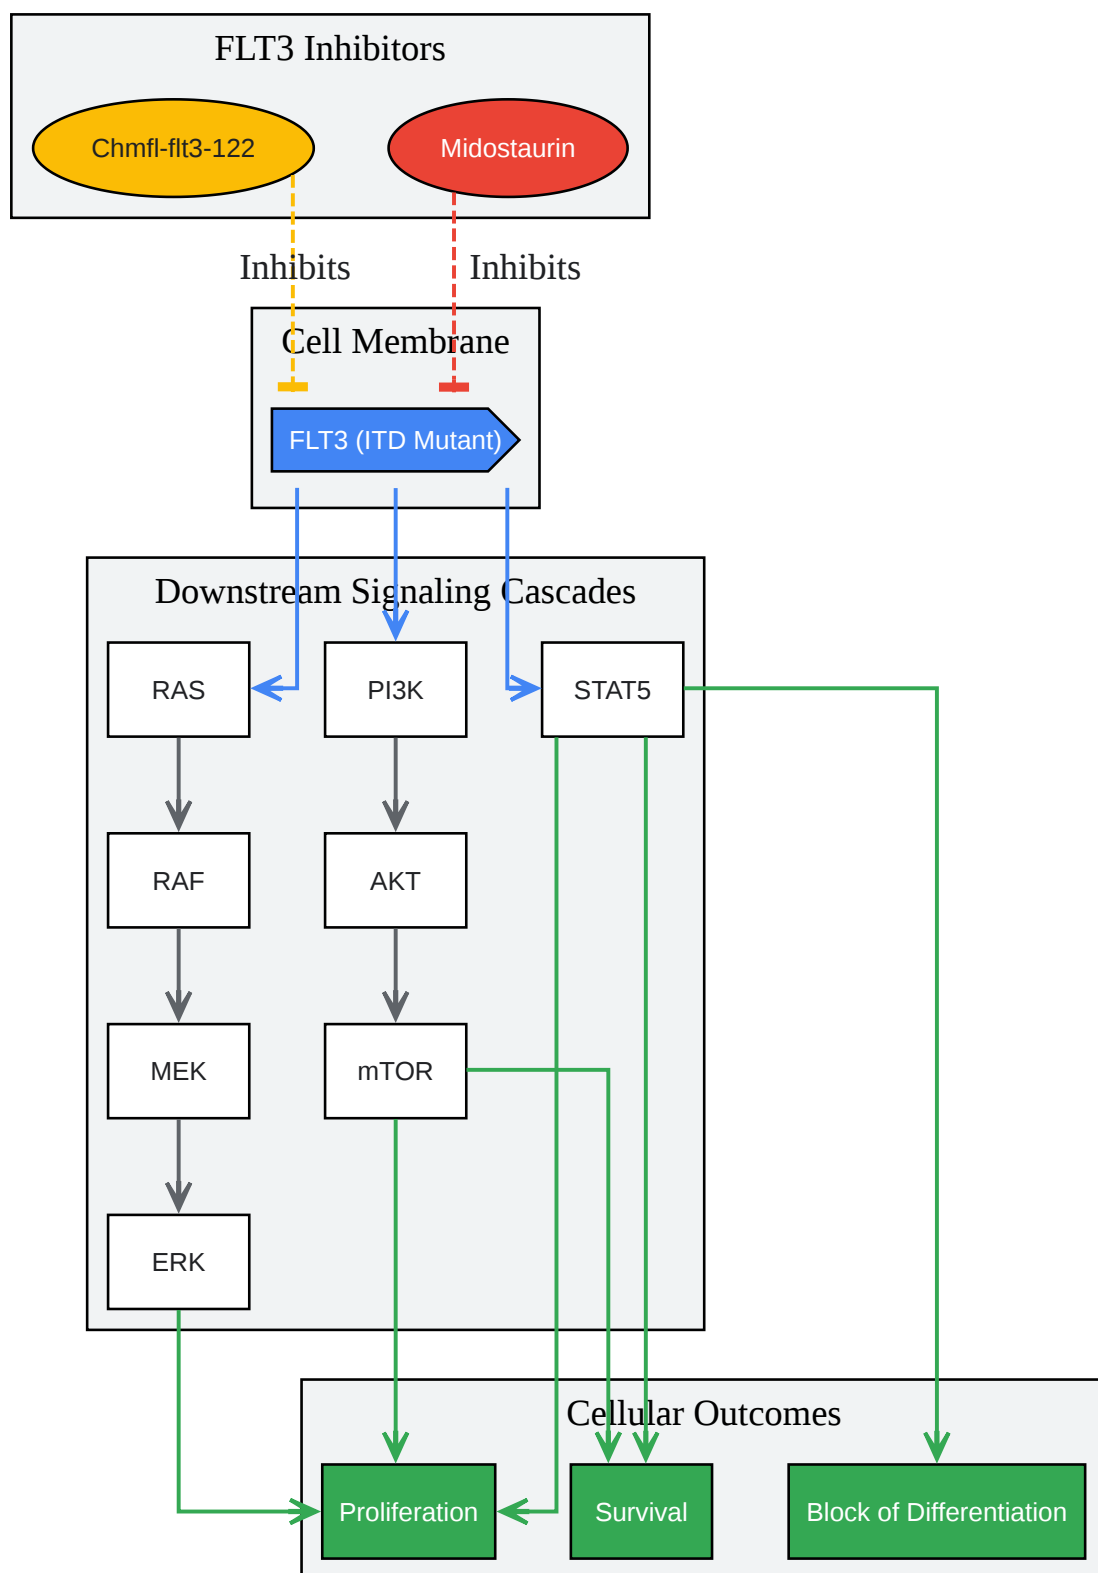 FLT3 Inhibitors
Chmfl-flt3-122
Midostaurin
Inhibits
Inhibits
Cell Membrane
FLT3 (ITD Mutant)
Downstream Signaling Cascades
RAS
PI3K
STAT5
RAF
AKT
MEK
mTOR
ERK
Cellular Outcomes
Proliferation
Survival
Block of Differentiation